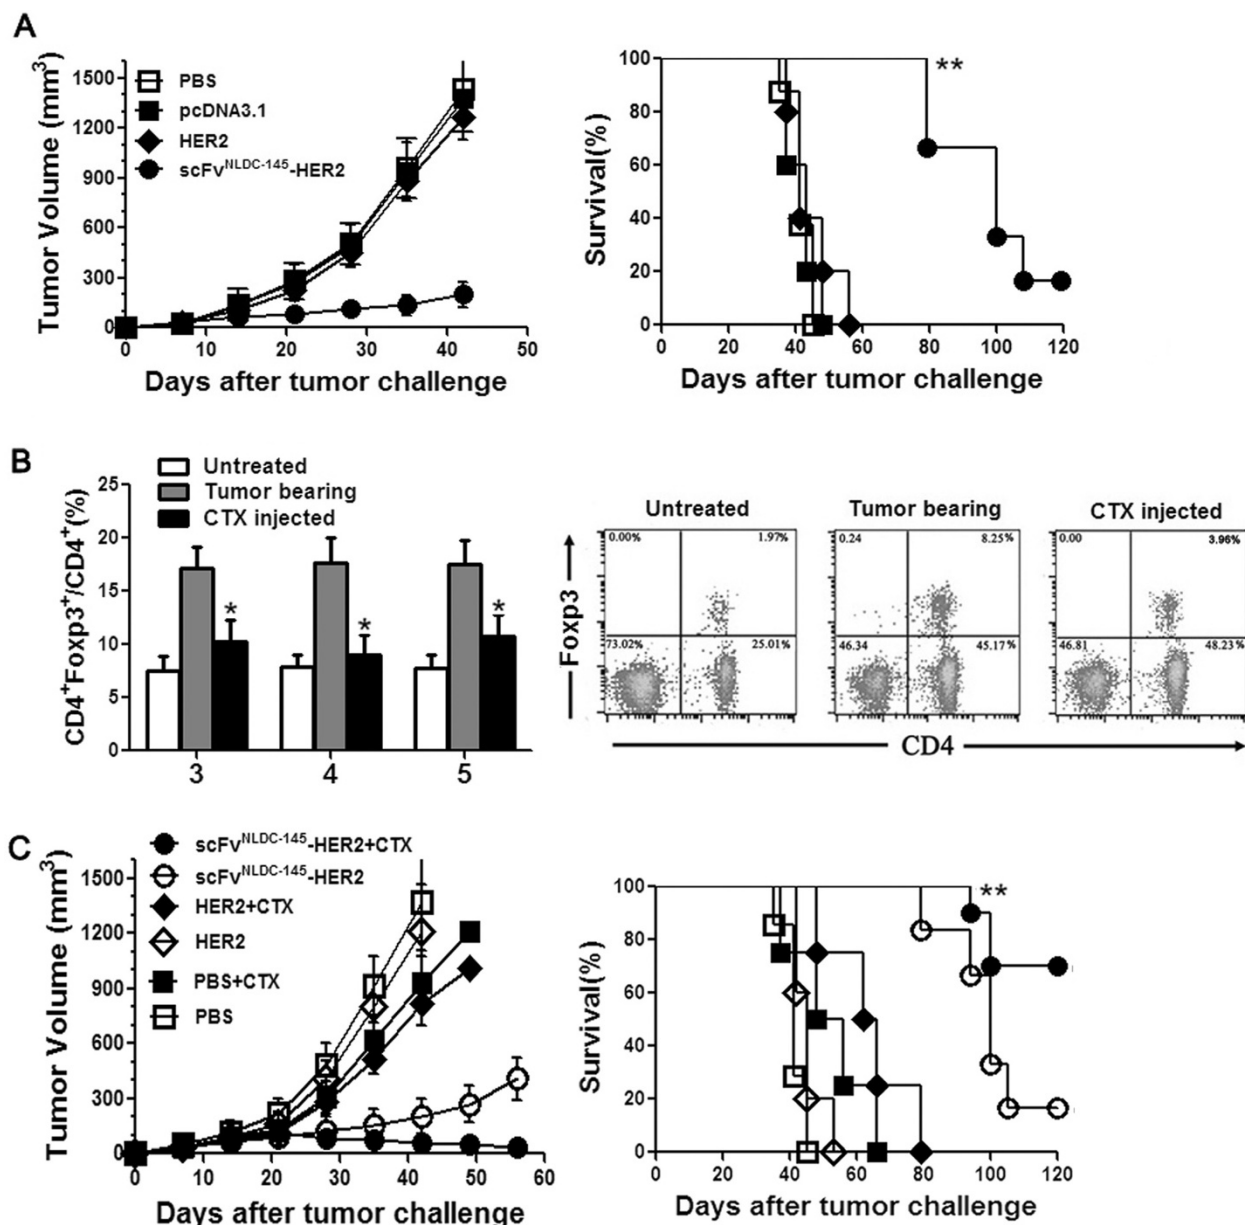 A
Tumor Volume (mm³)
1500
1200
900
600
300
0
PBS
pcDNA3.1
HER2
scFv^NLDC-145-HER2
0 10 20 30 40 50
Days after tumor challenge
Survival(%)
100
80
60
40
20
0
**
0 20 40 60 80 100 120
Days after tumor challenge
B
CD4⁺Foxp3⁺/CD4⁺(%)
25
20
15
10
5
0
Untreated
Tumor bearing
CTX injected
* * *
3 4 5
Untreated Tumor bearing CTX injected
Foxp3
0.00% 1.97% 0.24 8.25% 0.00 3.96%
73.02% 25.01% 46.34 45.17% 46.81 48.23%
CD4
C
Tumor Volume (mm³)
1500
1200
900
600
300
0
scFv^NLDC-145-HER2+CTX
scFv^NLDC-145-HER2
HER2+CTX
HER2
PBS+CTX
PBS
0 10 20 30 40 50 60
Days after tumor challenge
Survival(%)
100
80
60
40
20
0
**
0 20 40 60 80 100 120
Days after tumor challenge